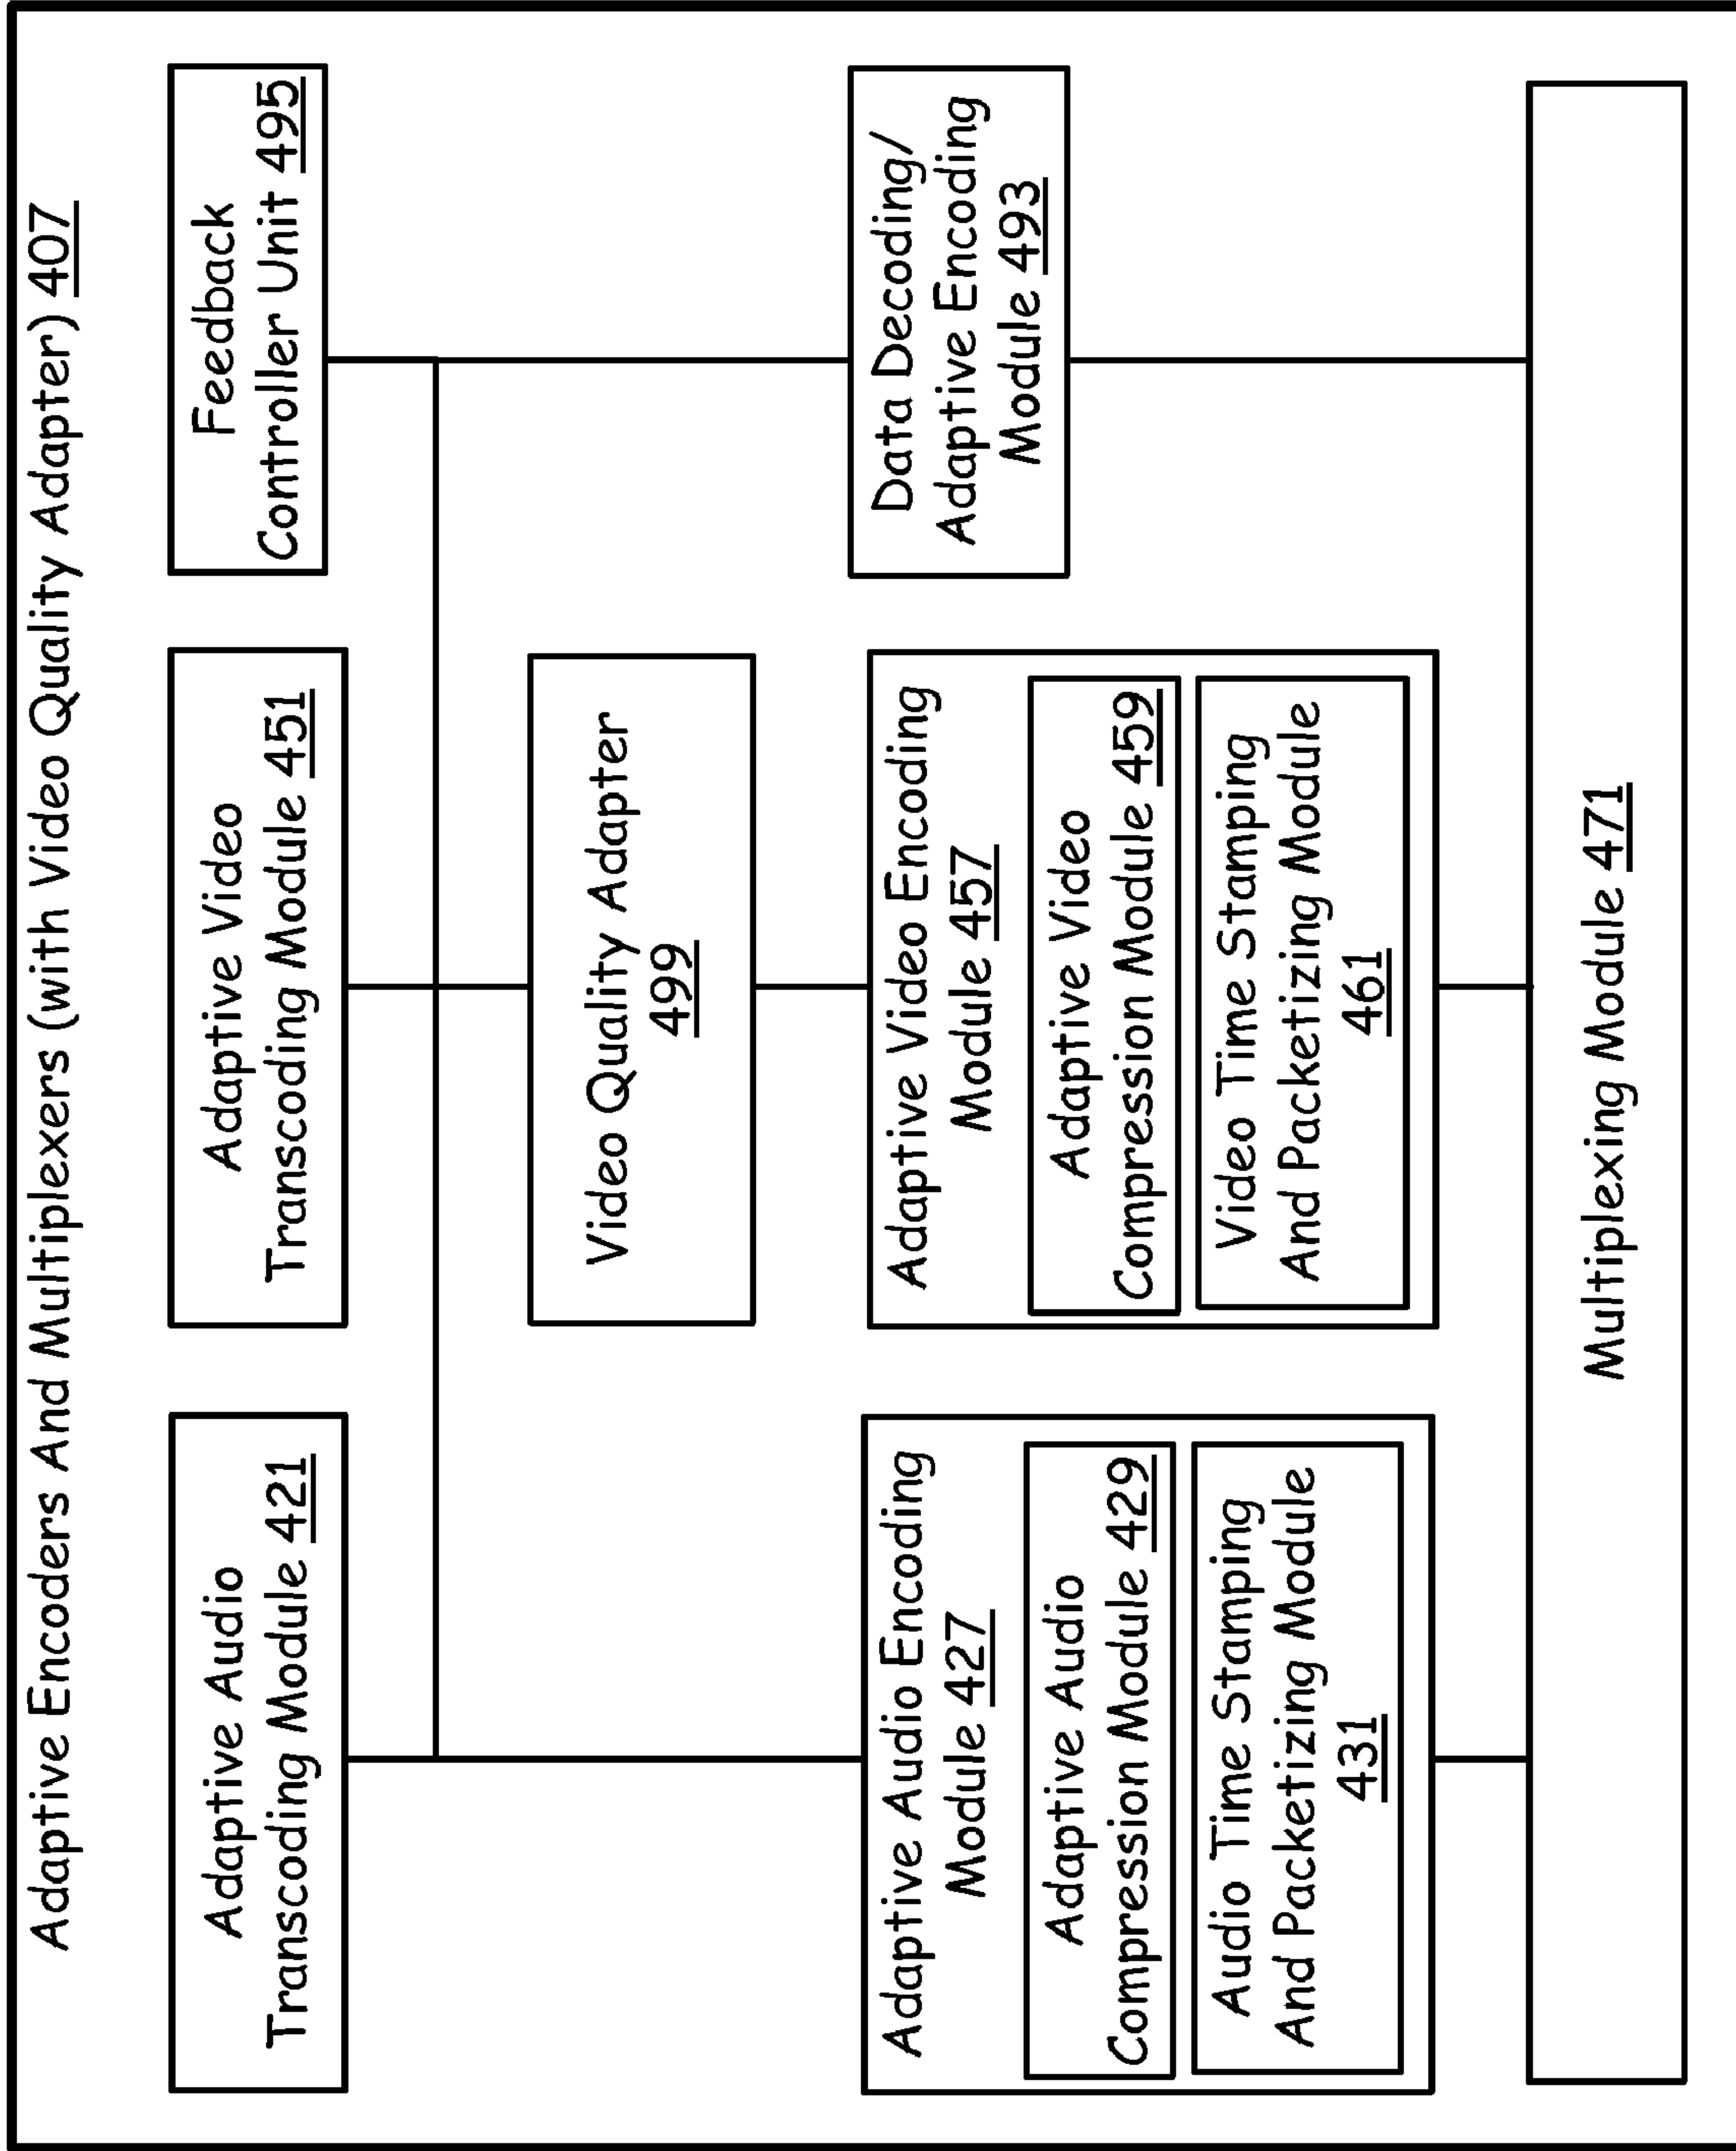 Adaptive Encoders And Multiplexers (with Video Quality Adapter) 407
Adaptive Audio
Transcoding Module 421
Adaptive Video
Transcoding Module 451
Feedback
Controller Unit 495
Video Quality Adapter
499
Adaptive Audio Encoding
Module 427
Adaptive Audio
Compression Module 429
Audio Time Stamping
And Packetizing Module
431
Adaptive Video Encoding
Module 457
Adaptive Video
Compression Module 459
Video Time Stamping
And Packetizing Module
461
Data Decoding/
Adaptive Encoding
Module 493
Multiplexing Module 471